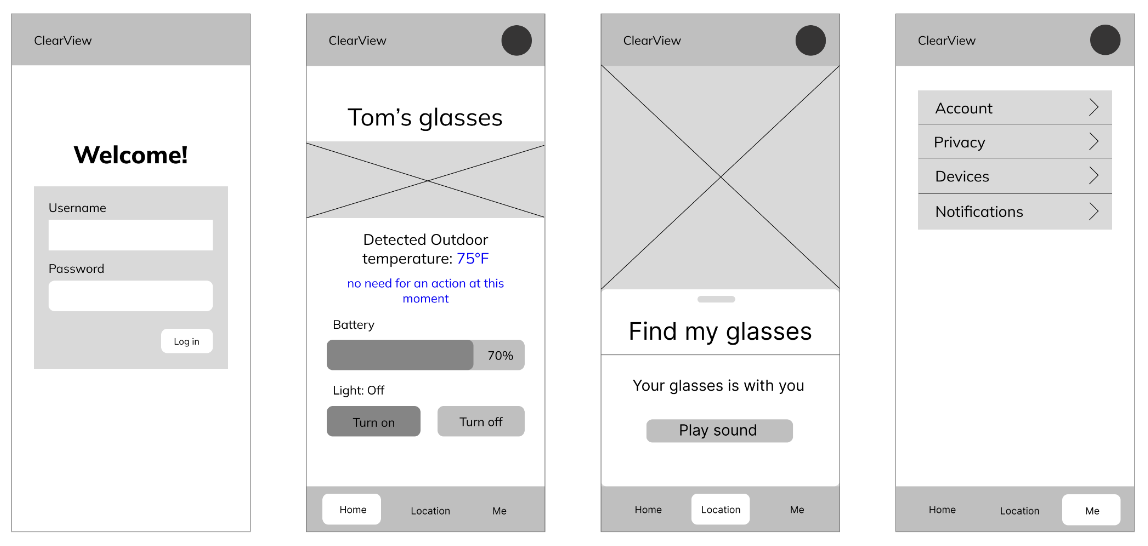 ClearView
Welcome!
Username
Password
Log in
ClearView
Tom's glasses
Detected Outdoor
temperature: 75°F
no need for an action at this
moment
Battery
70%
Light: Off
Turn on
Turn off
Home
Location
Me
ClearView
Find my glasses
Your glasses is with you
Play sound
Home
Location
Me
ClearView
Account
Privacy
Devices
Notifications
Home
Location
Me